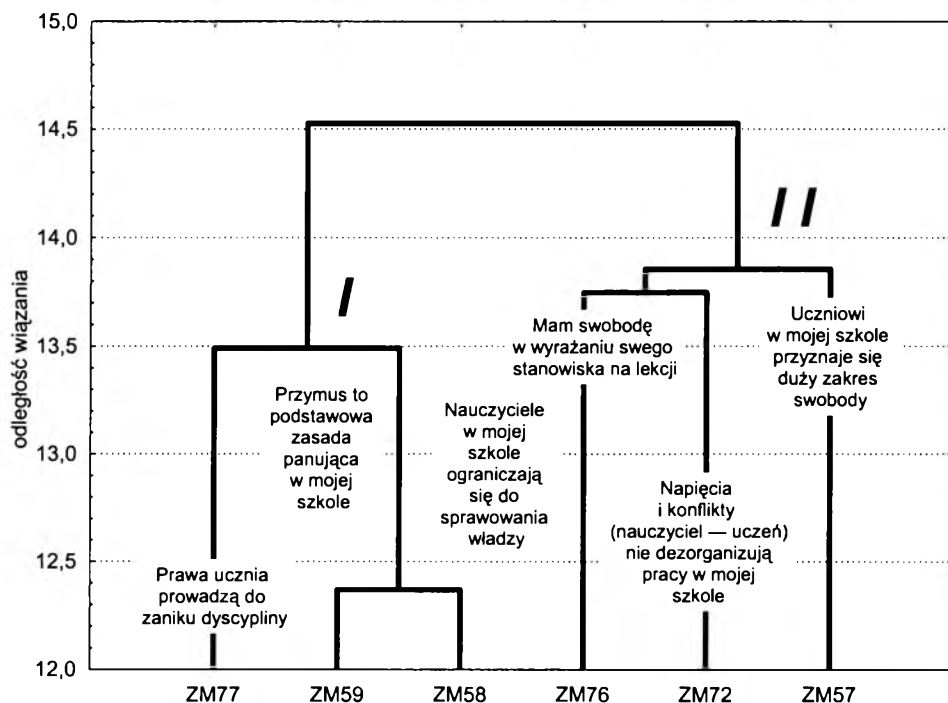 15,0
14,5
14,0
13,5
13,0
12,5
12,0
odległość wiązania
I
II
Prawa ucznia
prowadzą do
zaniku dyscypliny
Przymus to
podstawowa
zasada
panująca
w mojej
szkole
Nauczyciele
w mojej
szkole
ograniczają
się do
sprawowania
władzy
Mam swobodę
w wyrażaniu swego
stanowiska na lekcji
Napięcia
i konflikty
(nauczyciel — uczeń)
nie dezorganizują
pracy w mojej
szkole
Uczniowi
w mojej szkole
przyznaje się
duży zakres
swobody
ZM77 ZM59 ZM58 ZM76 ZM72 ZM57